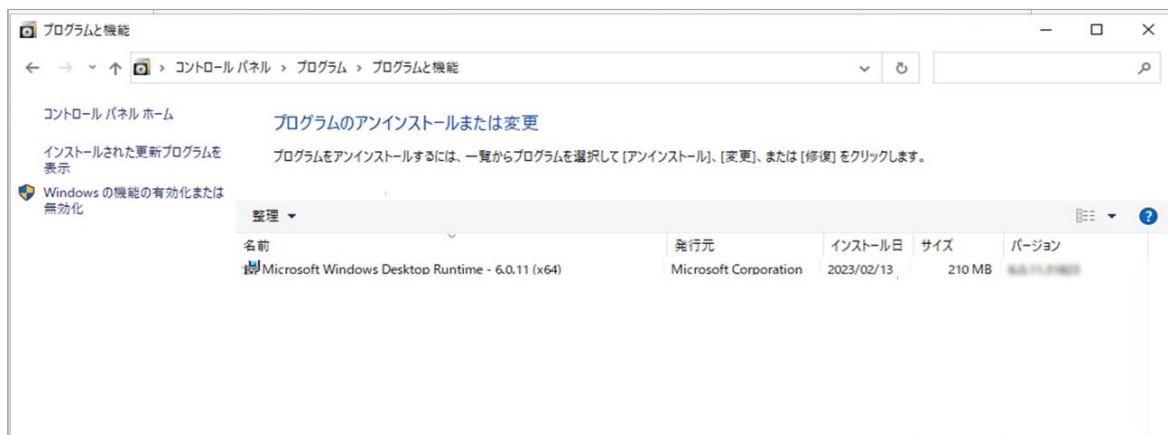 プログラムと機能
コントロール パネル > プログラム > プログラムと機能
コントロール パネル ホーム
インストールされた更新プログラムを
表示
Windows の機能の有効化または
無効化
プログラムのアンインストールまたは変更
プログラムをアンインストールするには、一覧からプログラムを選択して [アンインストール]、[変更]、または [修復] をクリックします。
整理
名前 発行元 インストール日 サイズ バージョン
Microsoft Windows Desktop Runtime - 6.0.11 (x64) Microsoft Corporation 2023/02/13 210 MB